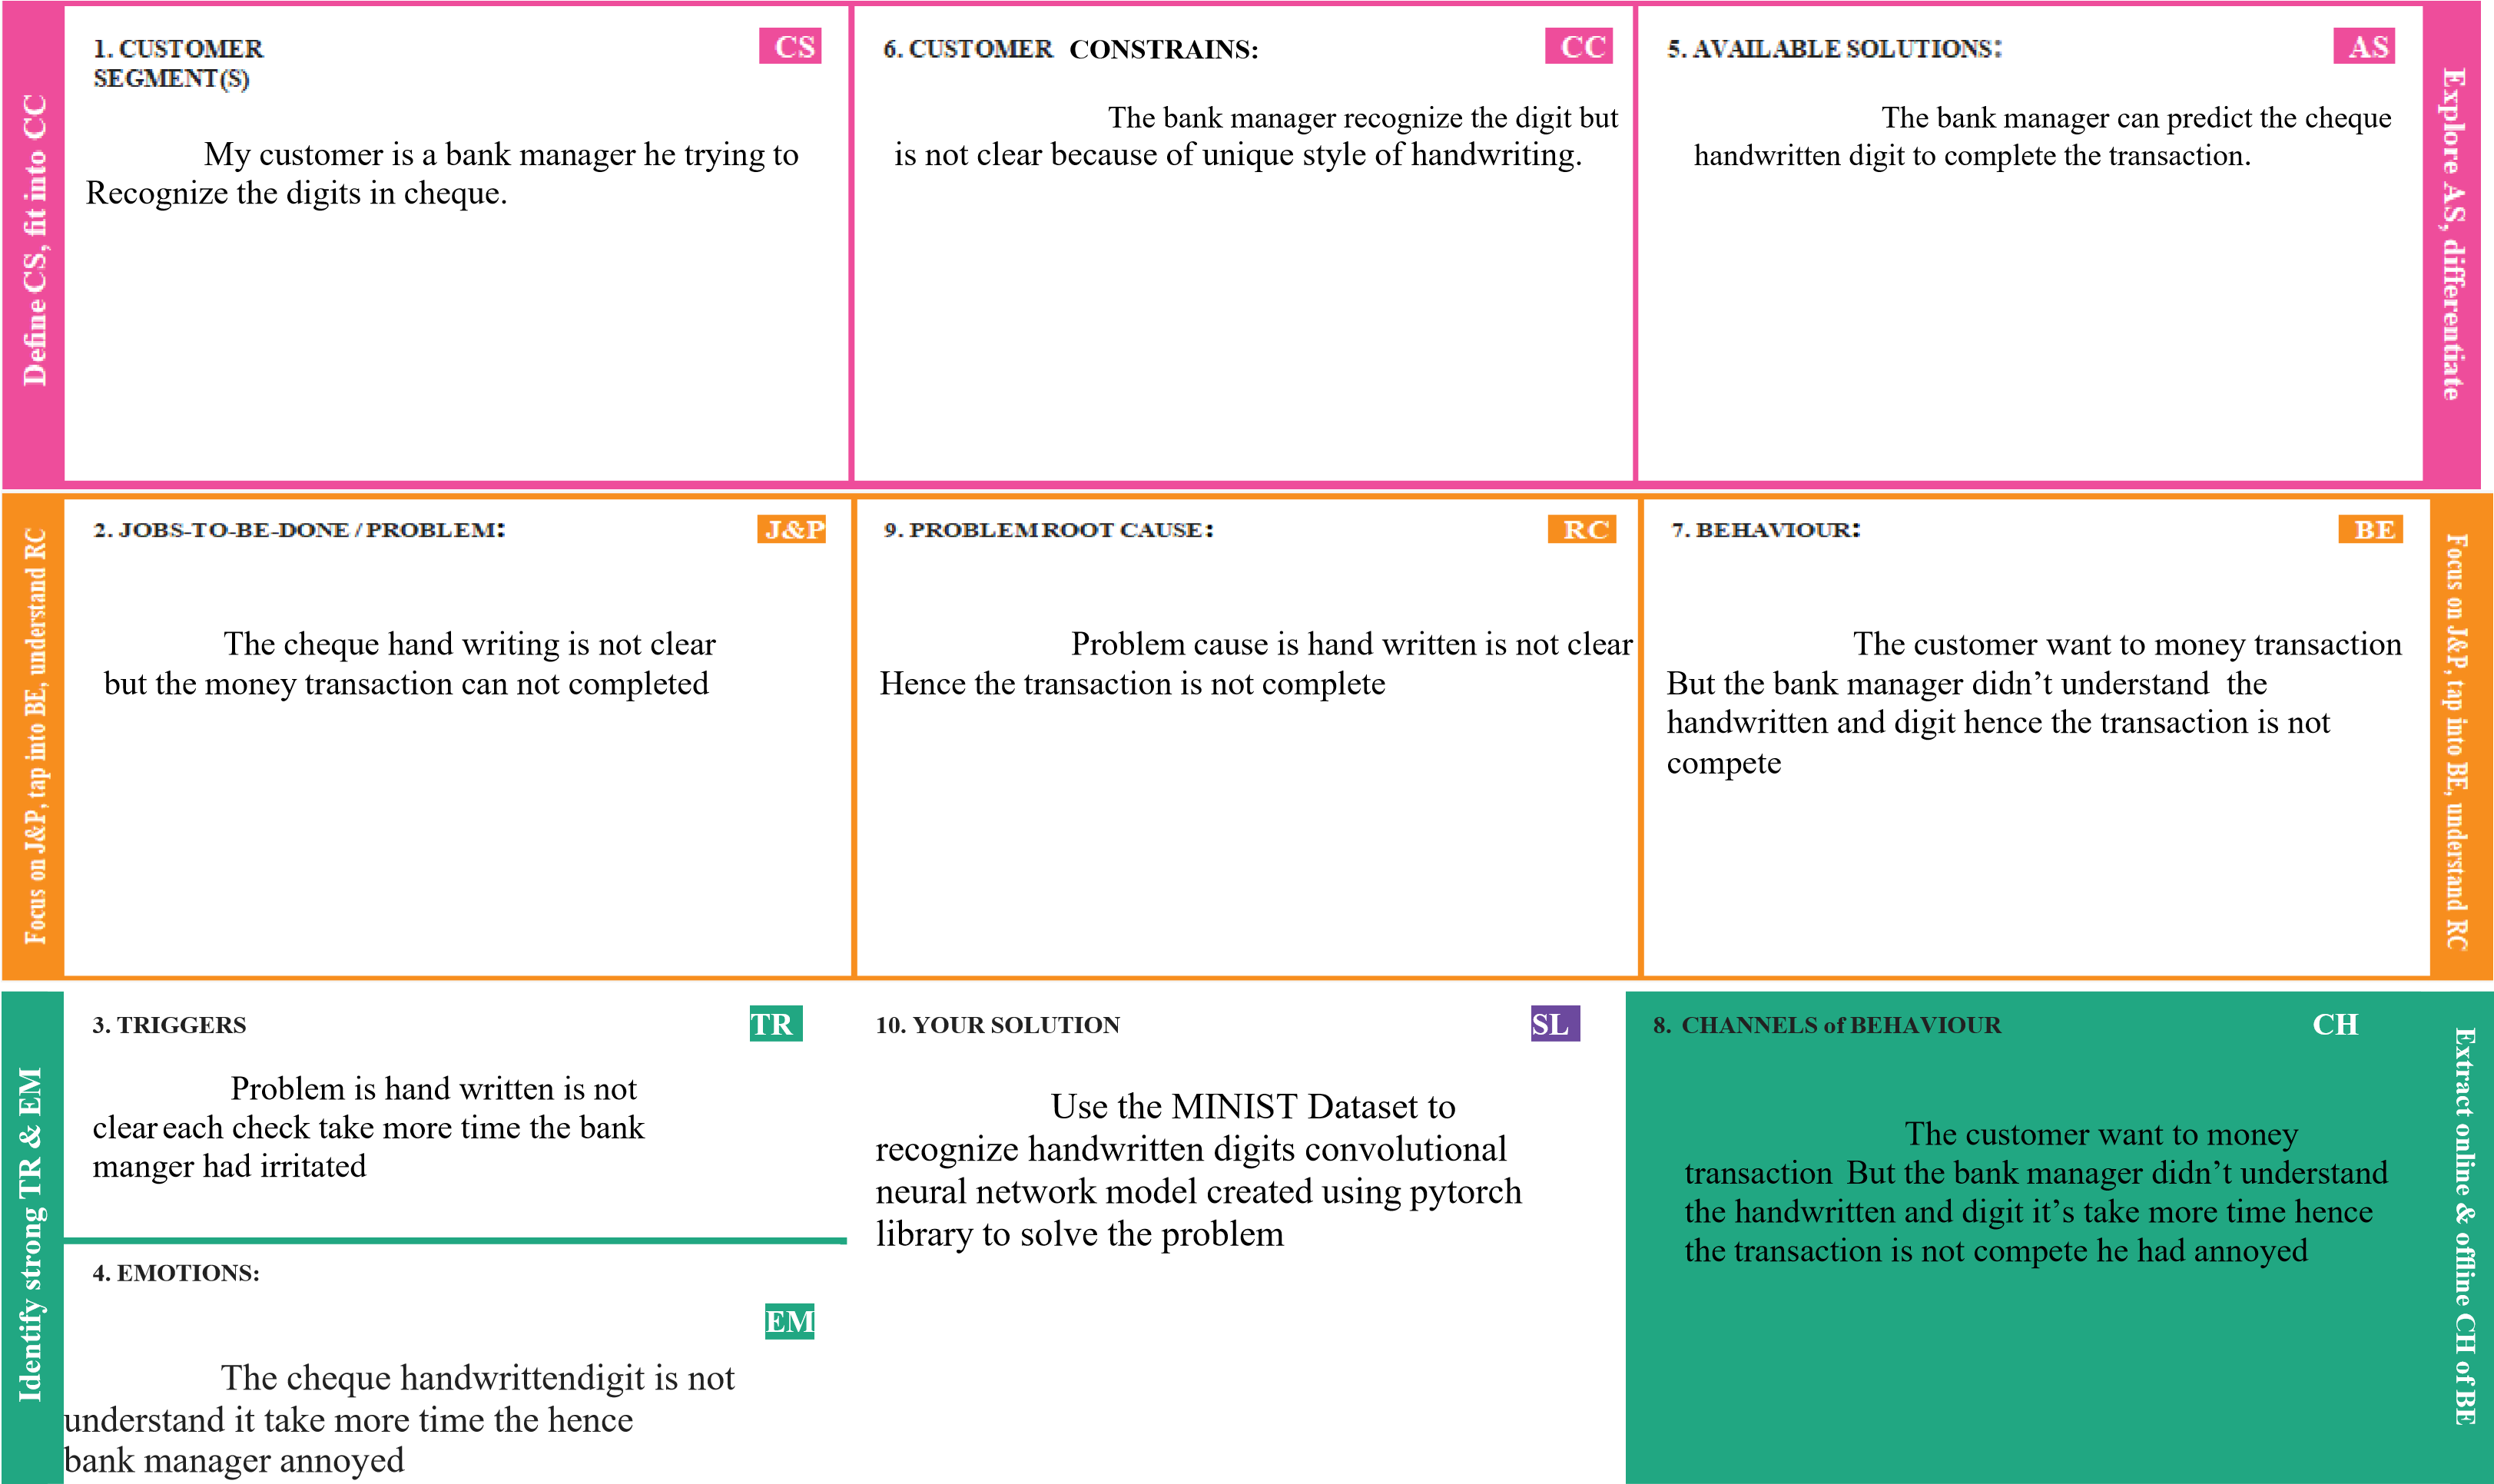 Define CS, fit into CC
1. CUSTOMER
SEGMENT(S)
CS
My customer is a bank manager he trying to
Recognize the digits in cheque.
6. CUSTOMER CONSTRAINS:
CC
The bank manager recognize the digit but
is not clear because of unique style of handwriting.
5. AVAILABLE SOLUTIONS:
AS
The bank manager can predict the cheque
handwritten digit to complete the transaction.
Explore AS, differentiate
Focus on J&P, tap into BE, understand RC
2. JOBS-TO-BE-DONE / PROBLEM:
J&P
The cheque hand writing is not clear
but the money transaction can not completed
9. PROBLEM ROOT CAUSE:
RC
Problem cause is hand written is not clear
Hence the transaction is not complete
7. BEHAVIOUR:
BE
The customer want to money transaction
But the bank manager didn’t understand the
handwritten and digit hence the transaction is not
compete
Focus on J&P, tap into BE, understand RC
Identify strong TR & EM
3. TRIGGERS
TR
Problem is hand written is not
clear each check take more time the bank
manger had irritated
4. EMOTIONS:
EM
The cheque handwrittendigit is not
understand it take more time the hence
bank manager annoyed
10. YOUR SOLUTION
SL
Use the MINIST Dataset to
recognize handwritten digits convolutional
neural network model created using pytorch
library to solve the problem
8. CHANNELS of BEHAVIOUR
CH
The customer want to money
transaction But the bank manager didn’t understand
the handwritten and digit it’s take more time hence
the transaction is not compete he had annoyed
Extract online & offline CH of BE